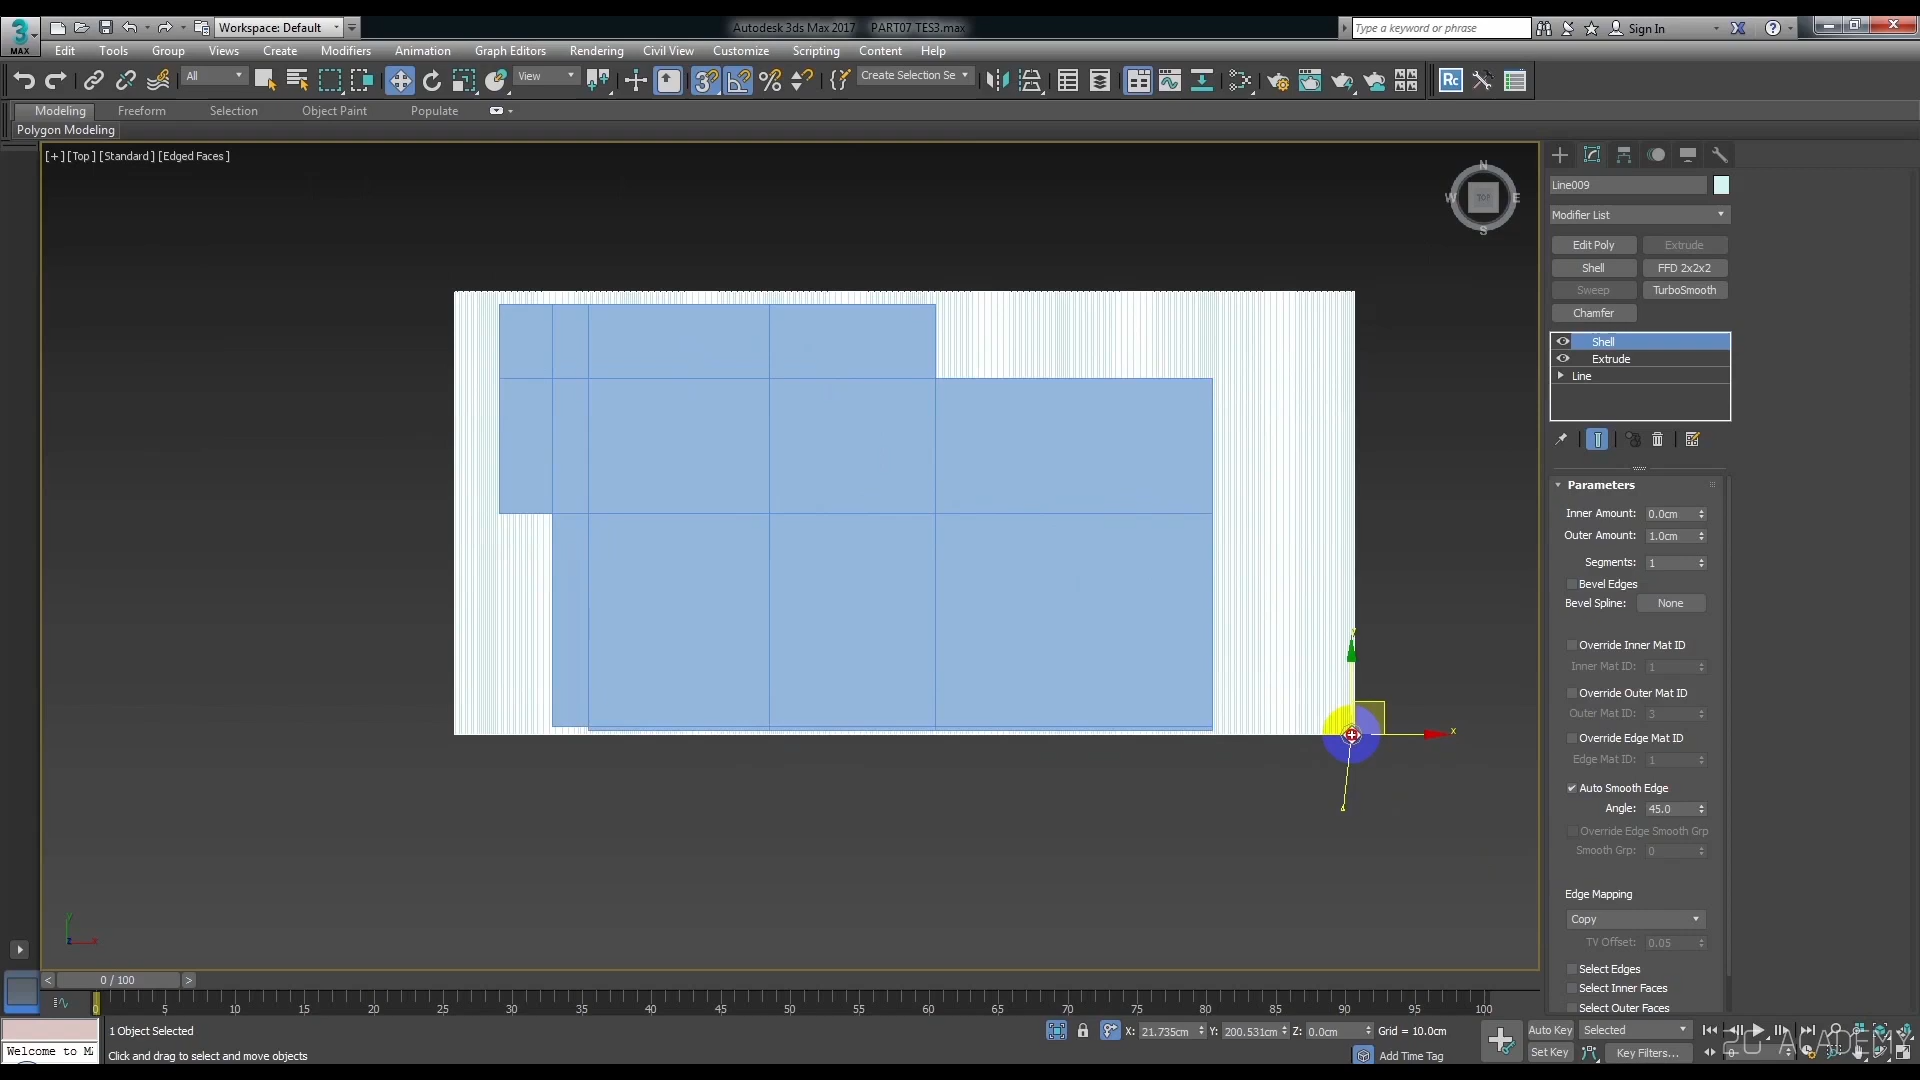 3
MAX
Workspace: Default
Autodesk 3ds Max 2017    PART07 TES3.max
Type a keyword or phrase
Sign In
Edit Tools Group Views Create Modifiers Animation Graph Editors Rendering Civil View Customize Scripting Content Help
All
View
Create Selection Se
Rc
Modeling Freeform Selection Object Paint Populate
Polygon Modeling
[+] [Top] [Standard] [Edged Faces]
N
W TOP E
S
Line009
Modifier List
Edit Poly Extrude
Shell FFD 2x2x2
Sweep TurboSmooth
Chamfer
Shell
Extrude
Line
Parameters
Inner Amount: 0.0cm
Outer Amount: 1.0cm
Segments: 1
Bevel Edges
Bevel Spline: None
Override Inner Mat ID
Inner Mat ID: 1
Override Outer Mat ID
Outer Mat ID: 3
Override Edge Mat ID
Edge Mat ID: 1
Auto Smooth Edge
Angle: 45.0
Override Edge Smooth Grp
Smooth Grp: 0
Edge Mapping
Copy
TV Offset: 0.05
Select Edges
Select Inner Faces
Select Outer Faces
y
x
< 0 / 100 >
0 5 10 15 20 25 30 35 40 45 50 55 60 65 70 75 80 85 90 95 100
1 Object Selected
X: 21.735cm Y: 200.531cm Z: 0.0cm Grid = 10.0cm
Auto Key Selected
Welcome to M
Click and drag to select and move objects
Add Time Tag
Set Key Key Filters...
2G ACADEMY